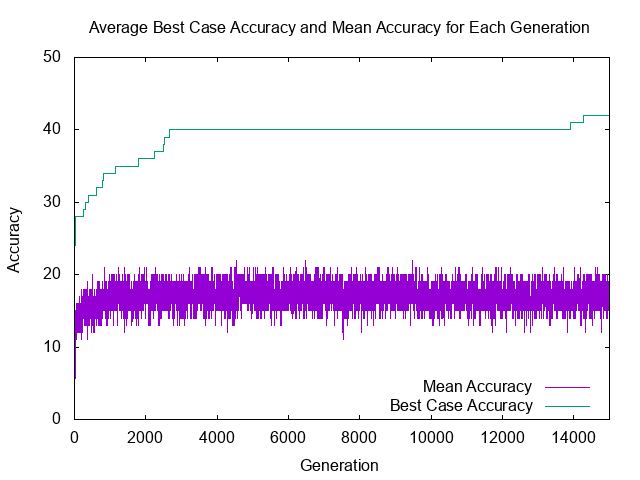 Average Best Case Accuracy and Mean Accuracy for Each Generation
50
40
30
20
10
0
Accuracy
Mean Accuracy
Best Case Accuracy
0 2000 4000 6000 8000 10000 12000 14000
Generation